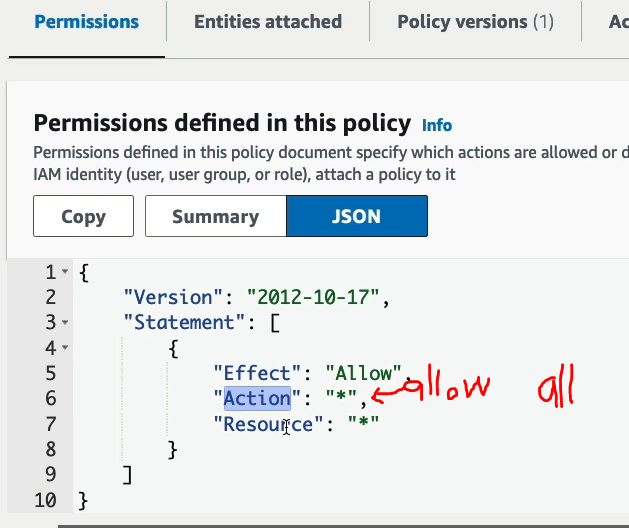 Permissions
Entities attached
Policy versions (1)
Permissions defined in this policy Info
Permissions defined in this policy document specify which actions are allowed or d
IAM identity (user, user group, or role), attach a policy to it
Copy
Summary
JSON
1 {
2 "Version": "2012-10-17",
3 "Statement": [
4 {
5 "Effect": "Allow",
6 "Action": "*", allow all
7 "Resource": "*"
8 }
9 ]
10 }